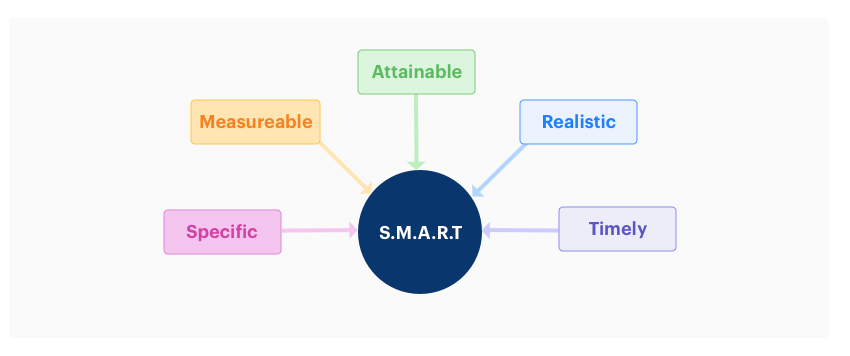 Attainable
Measureable
Realistic
Specific
S.M.A.R.T
Timely